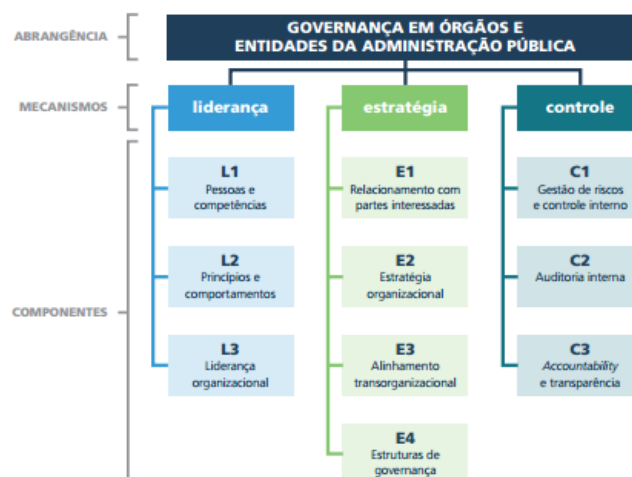 ABRANGÊNCIA
GOVERNANÇA EM ÓRGÃOS E
ENTIDADES DA ADMINISTRAÇÃO PÚBLICA
MECANISMOS
liderança
estratégia
controle
COMPONENTES
L1
Pessoas e
competências
L2
Princípios e
comportamentos
L3
Liderança
organizacional
E1
Relacionamento com
partes interessadas
E2
Estratégia
organizacional
E3
Alinhamento
transorganizacional
E4
Estruturas de
governança
C1
Gestão de riscos
e controle interno
C2
Auditoria interna
C3
Accountability
e transparência